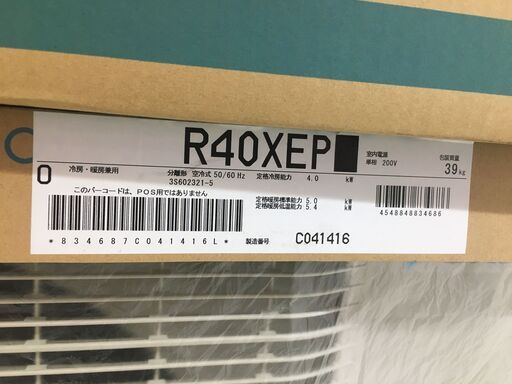 R40XEP
室内電源
単相 200V
包装質量
39kg
0
冷房・暖房兼用
分離形 空冷式 50/60 Hz
3S602321-5
定格冷房能力 4.0 kW
このバーコードは、POS用ではありません
定格暖房標準能力 5.0 kW
定格暖房低温能力 5.4 kW
4548848834686
*834687C041416L*
製造番号 C041416